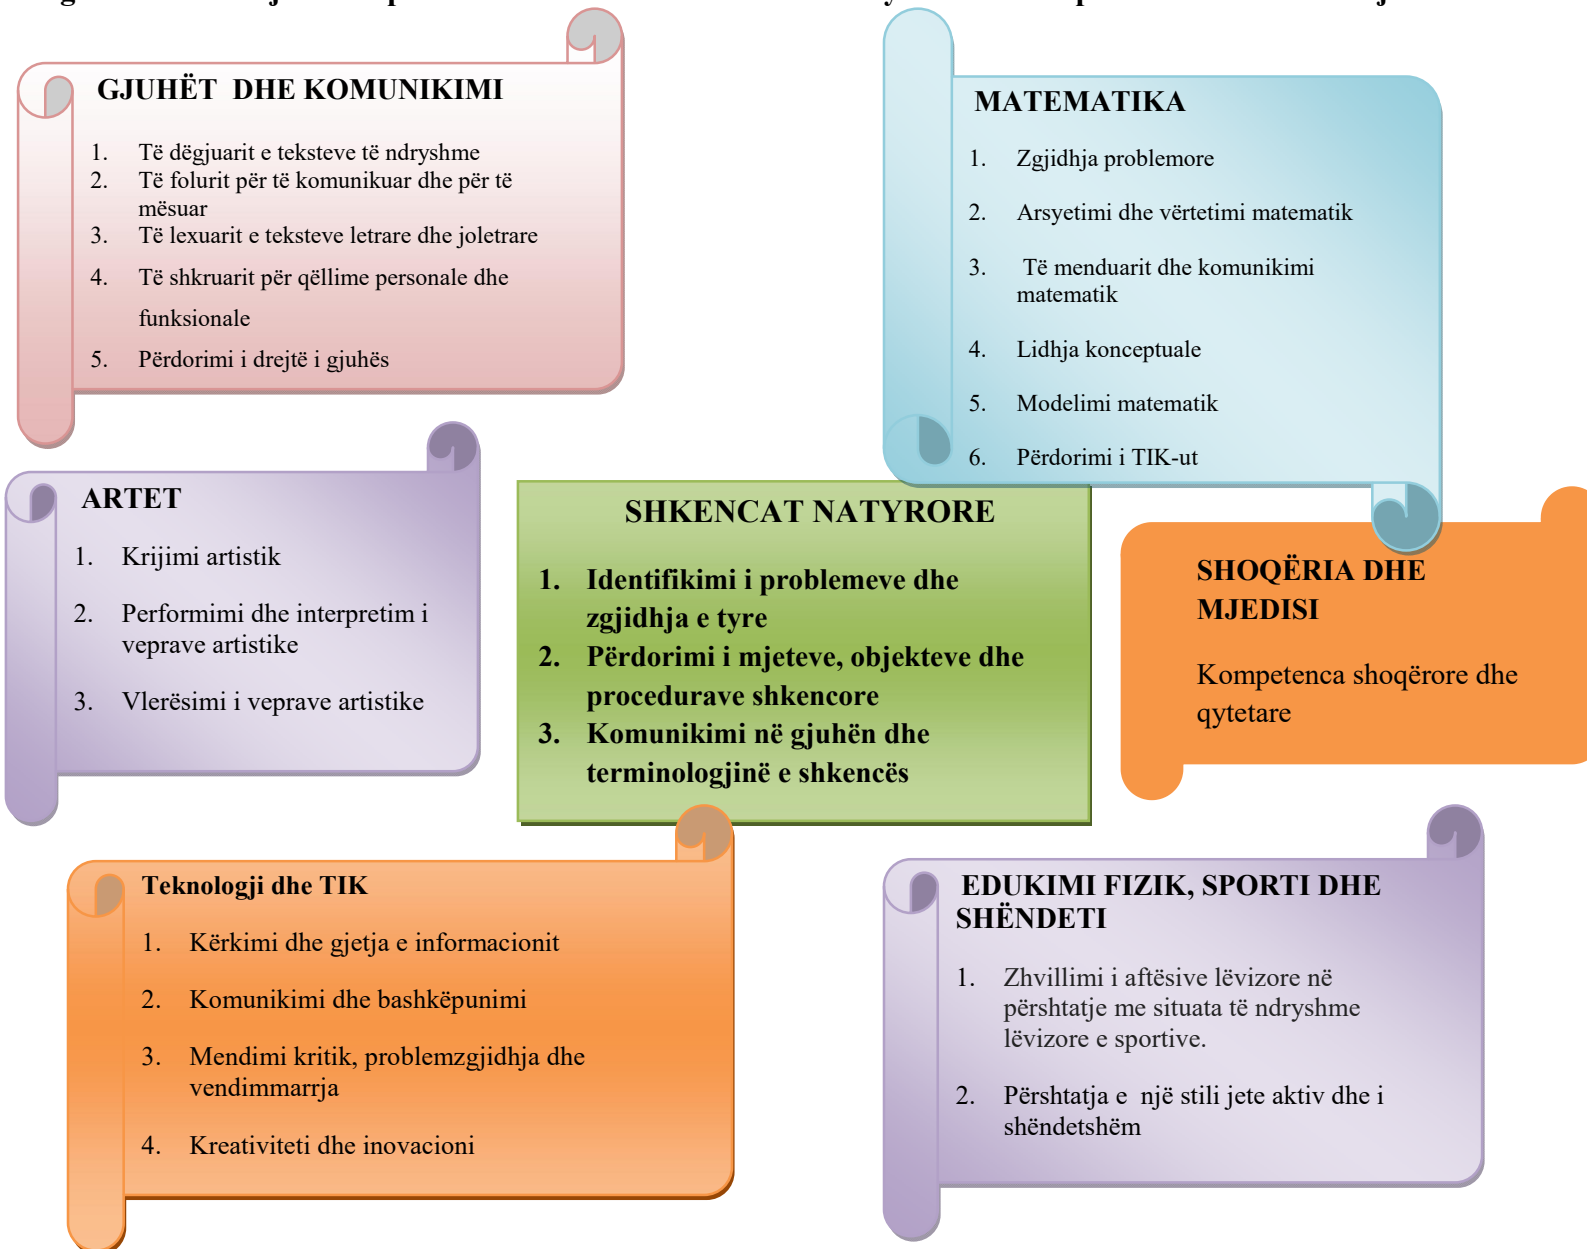 GJUHËT DHE KOMUNIKIMI
1. Të dëgjuarit e teksteve të ndryshme
2. Të folurit për të komunikuar dhe për të
mësuar
3. Të lexuarit e teksteve letrare dhe joletrare
4. Të shkruarit për qëllime personale dhe
funksionale
5. Përdorimi i drejtë i gjuhës
MATEMATIKA
1. Zgjidhja problemore
2. Arsyetimi dhe vërtetimi matematik
3. Të menduarit dhe komunikimi
matematik
4. Lidhja konceptuale
5. Modelimi matematik
6. Përdorimi i TIK-ut
ARTET
1. Krijimi artistik
2. Performimi dhe interpretim i
veprave artistike
3. Vlerësimi i veprave artistike
SHKENCAT NATYRORE
1. Identifikimi i problemeve dhe
zgjidhja e tyre
2. Përdorimi i mjeteve, objekteve dhe
procedurave shkencore
3. Komunikimi në gjuhën dhe
terminologjinë e shkencës
SHOQËRIA DHE
MJEDISI
Kompetenca shoqërore dhe
qytetare
Teknologji dhe TIK
1. Kërkimi dhe gjetja e informacionit
2. Komunikimi dhe bashkëpunimi
3. Mendimi kritik, problemzgjidhja dhe
vendimmarrja
4. Kreativiteti dhe inovacioni
EDUKIMI FIZIK, SPORTI DHE
SHËNDETI
1. Zhvillimi i aftësive lëvizore në
përshtatje me situata të ndryshme
lëvizore e sportive.
2. Përshtatja e një stili jete aktiv dhe i
shëndetshëm